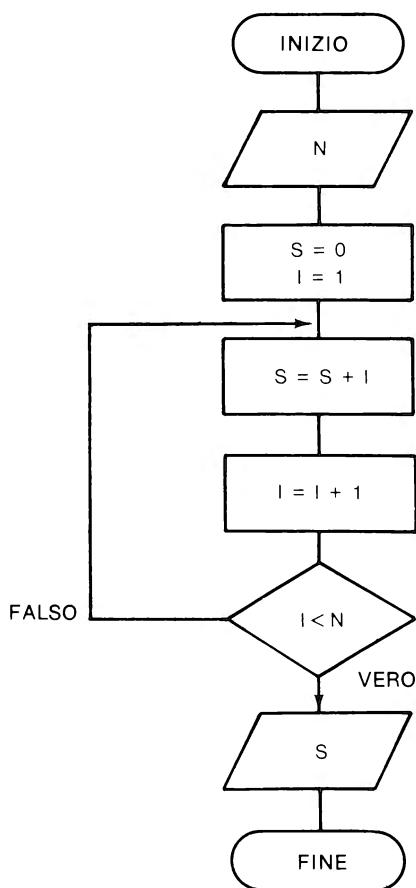 INIZIO
N
S = 0
I = 1
S = S + I
I = I + 1
I < N
FALSO
VERO
S
FINE